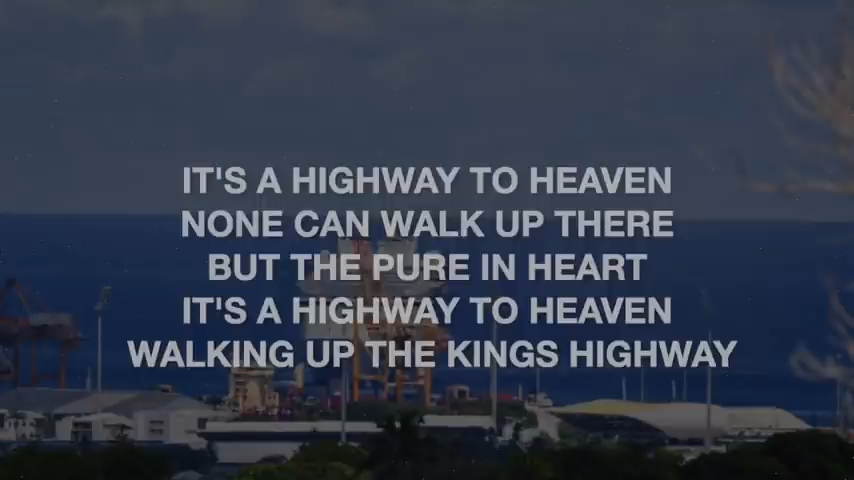 IT'S A HIGHWAY TO HEAVEN
NONE CAN WALK UP THERE
BUT THE PURE IN HEART
IT'S A HIGHWAY TO HEAVEN
WALKING UP THE KINGS HIGHWAY